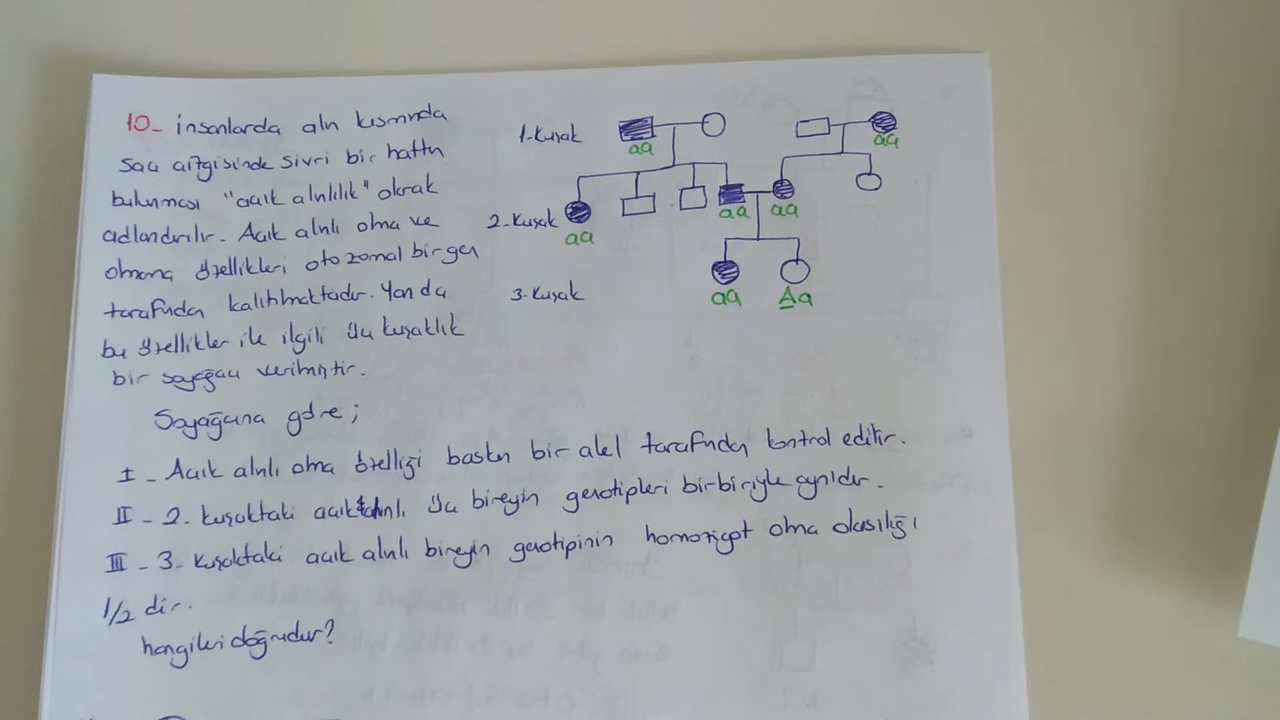 10- insanlarda alın kısmında
saç çizgisinde sivri bir hattın
bulunması "açık alınlılık" olarak
adlandırılır. Açık alınlı olma ve
olmama özellikleri otozomal bir gen
tarafından kalıtılmaktadır. Yanda
bu özellikler ile ilgili üç kuşaklık
bir soyağacı verilmiştir.
Soyağacına göre;
I - Açık alınlı olma özelliği baskın bir alel tarafından kontrol edilir.
II - 2. kuşaktaki açık alınlı üç bireyin genotipleri birbiriyle aynıdır.
III - 3. kuşaktaki açık alınlı bireyin genotipinin homozigot olma olasılığı
1/2 dir.
hangileri doğrudur?
1-Kuşak
aa
aa
2-Kuşak
aa
aa
aa
3-Kuşak
aa
Aa